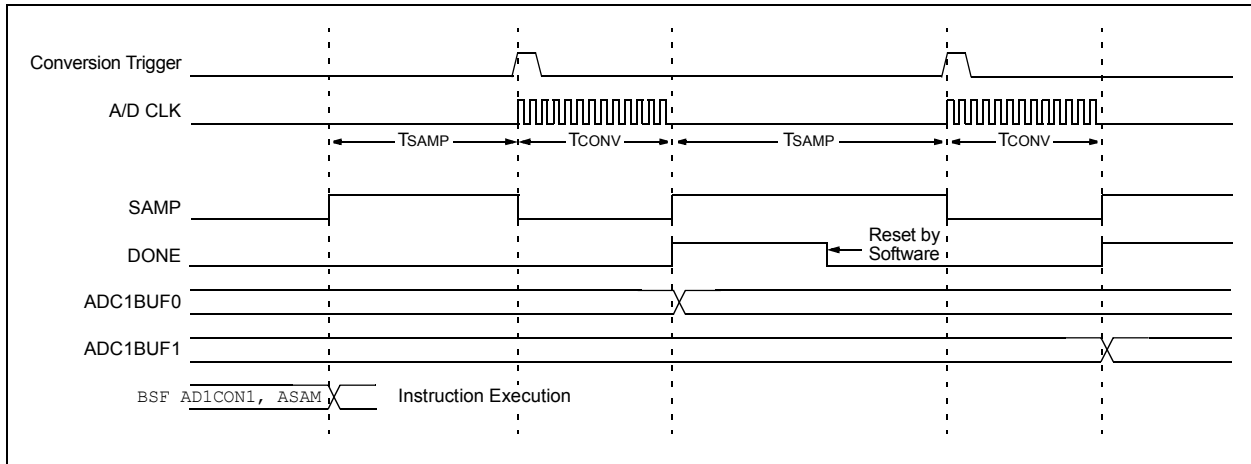 Conversion Trigger
A/D CLK
TSAMP
TCONV
TSAMP
TCONV
SAMP
DONE
Reset by
Software
ADC1BUF0
ADC1BUF1
BSF AD1CON1, ASAM
Instruction Execution